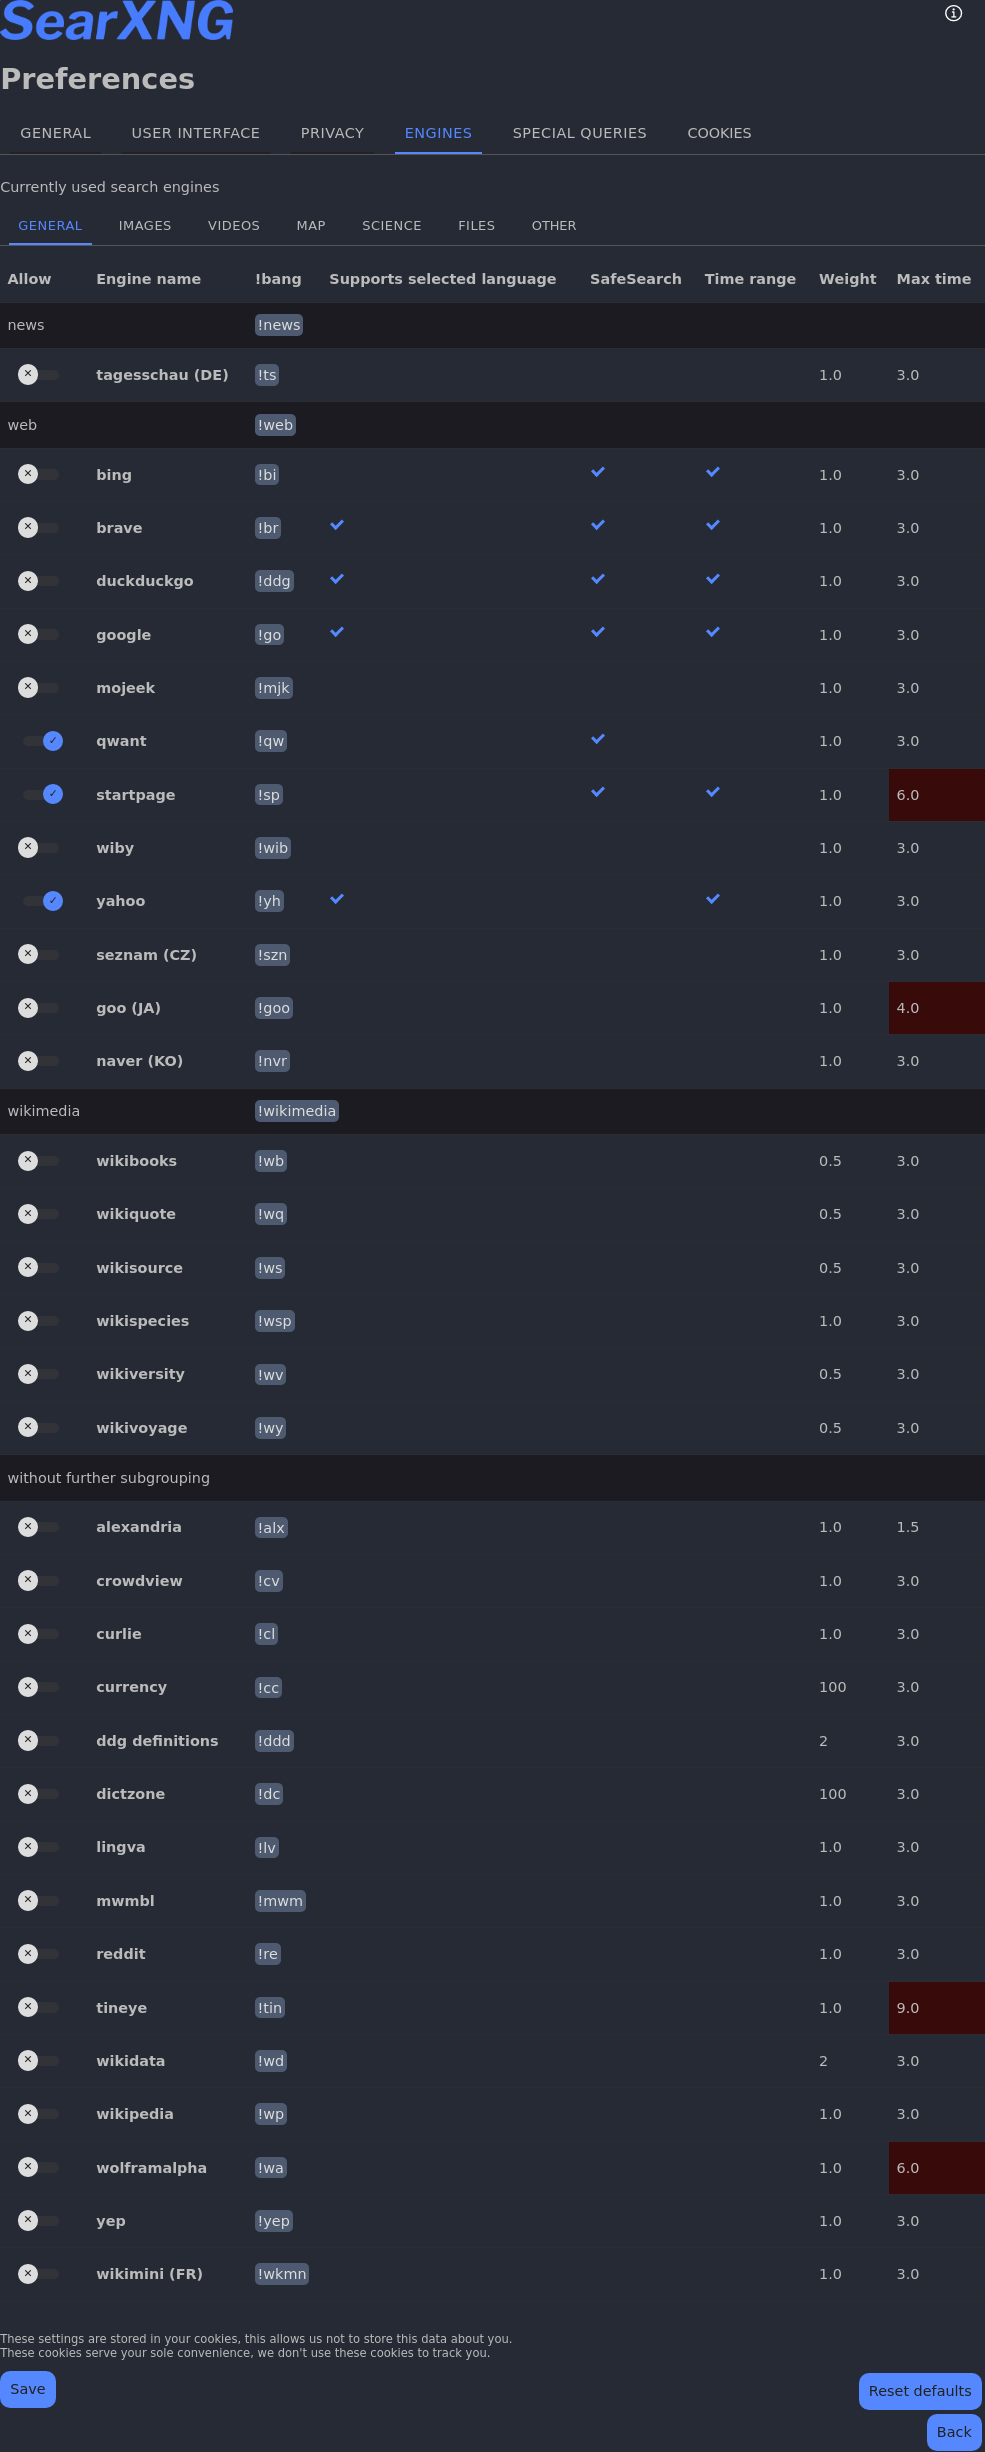 SearXNG
Preferences
GENERAL USER INTERFACE PRIVACY ENGINES SPECIAL QUERIES COOKIES
Currently used search engines
GENERAL IMAGES VIDEOS MAP SCIENCE FILES OTHER
Allow Engine name !bang Supports selected language SafeSearch Time range Weight Max time
news !news
tagesschau (DE) !ts 1.0 3.0
web !web
bing !bi 1.0 3.0
brave !br 1.0 3.0
duckduckgo !ddg 1.0 3.0
google !go 1.0 3.0
mojeek !mjk 1.0 3.0
qwant !qw 1.0 3.0
startpage !sp 1.0 6.0
wiby !wib 1.0 3.0
yahoo !yh 1.0 3.0
seznam (CZ) !szn 1.0 3.0
goo (JA) !goo 1.0 4.0
naver (KO) !nvr 1.0 3.0
wikimedia !wikimedia
wikibooks !wb 0.5 3.0
wikiquote !wq 0.5 3.0
wikisource !ws 0.5 3.0
wikispecies !wsp 1.0 3.0
wikiversity !wv 0.5 3.0
wikivoyage !wy 0.5 3.0
without further subgrouping
alexandria !alx 1.0 1.5
crowdview !cv 1.0 3.0
curlie !cl 1.0 3.0
currency !cc 100 3.0
ddg definitions !ddd 2 3.0
dictzone !dc 100 3.0
lingva !lv 1.0 3.0
mwmbl !mwm 1.0 3.0
reddit !re 1.0 3.0
tineye !tin 1.0 9.0
wikidata !wd 2 3.0
wikipedia !wp 1.0 3.0
wolframalpha !wa 1.0 6.0
yep !yep 1.0 3.0
wikimini (FR) !wkmn 1.0 3.0
These settings are stored in your cookies, this allows us not to store this data about you.
These cookies serve your sole convenience, we don't use these cookies to track you.
Save Reset defaults
Back